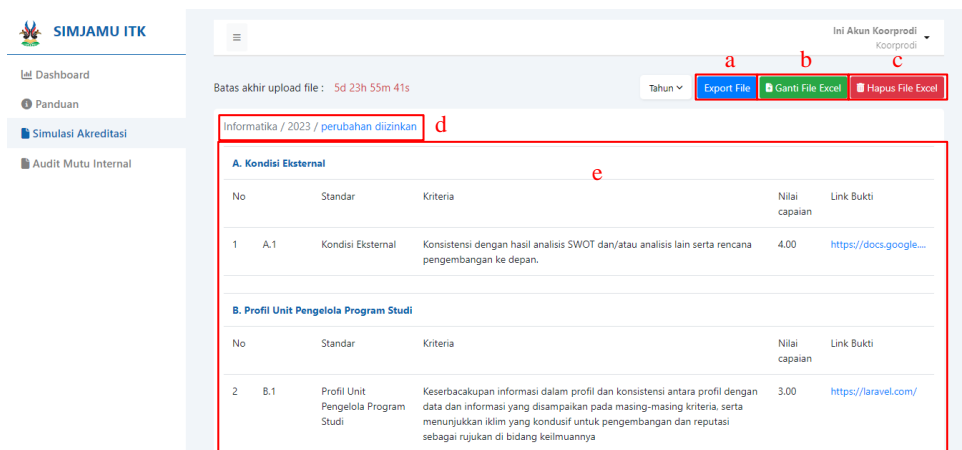 SIMJAMU ITK
Ini Akun Koorprodi
Koorprodi
Dashboard
Panduan
Simulasi Akreditasi
Audit Mutu Internal
a b c
Batas akhir upload file : 5d 23h 55m 41s
Tahun Export File Ganti File Excel Hapus File Excel
Informatika / 2023 / perubahan diizinkan d
A. Kondisi Eksternal
e
No Standar Kriteria Nilai capaian Link Bukti
1 A.1 Kondisi Eksternal Konsistensi dengan hasil analisis SWOT dan/atau analisis lain serta rencana 4.00 https://docs.google....
pengembangan ke depan.
B. Profil Unit Pengelola Program Studi
No Standar Kriteria Nilai capaian Link Bukti
2 B.1 Profil Unit Keserbacakupan informasi dalam profil dan konsistensi antara profil dengan 3.00 https://laravel.com/
Pengelola Program data dan informasi yang disampaikan pada masing-masing kriteria, serta
Studi menunjukkan iklim yang kondusif untuk pengembangan dan reputasi
sebagai rujukan di bidang keilmuannya